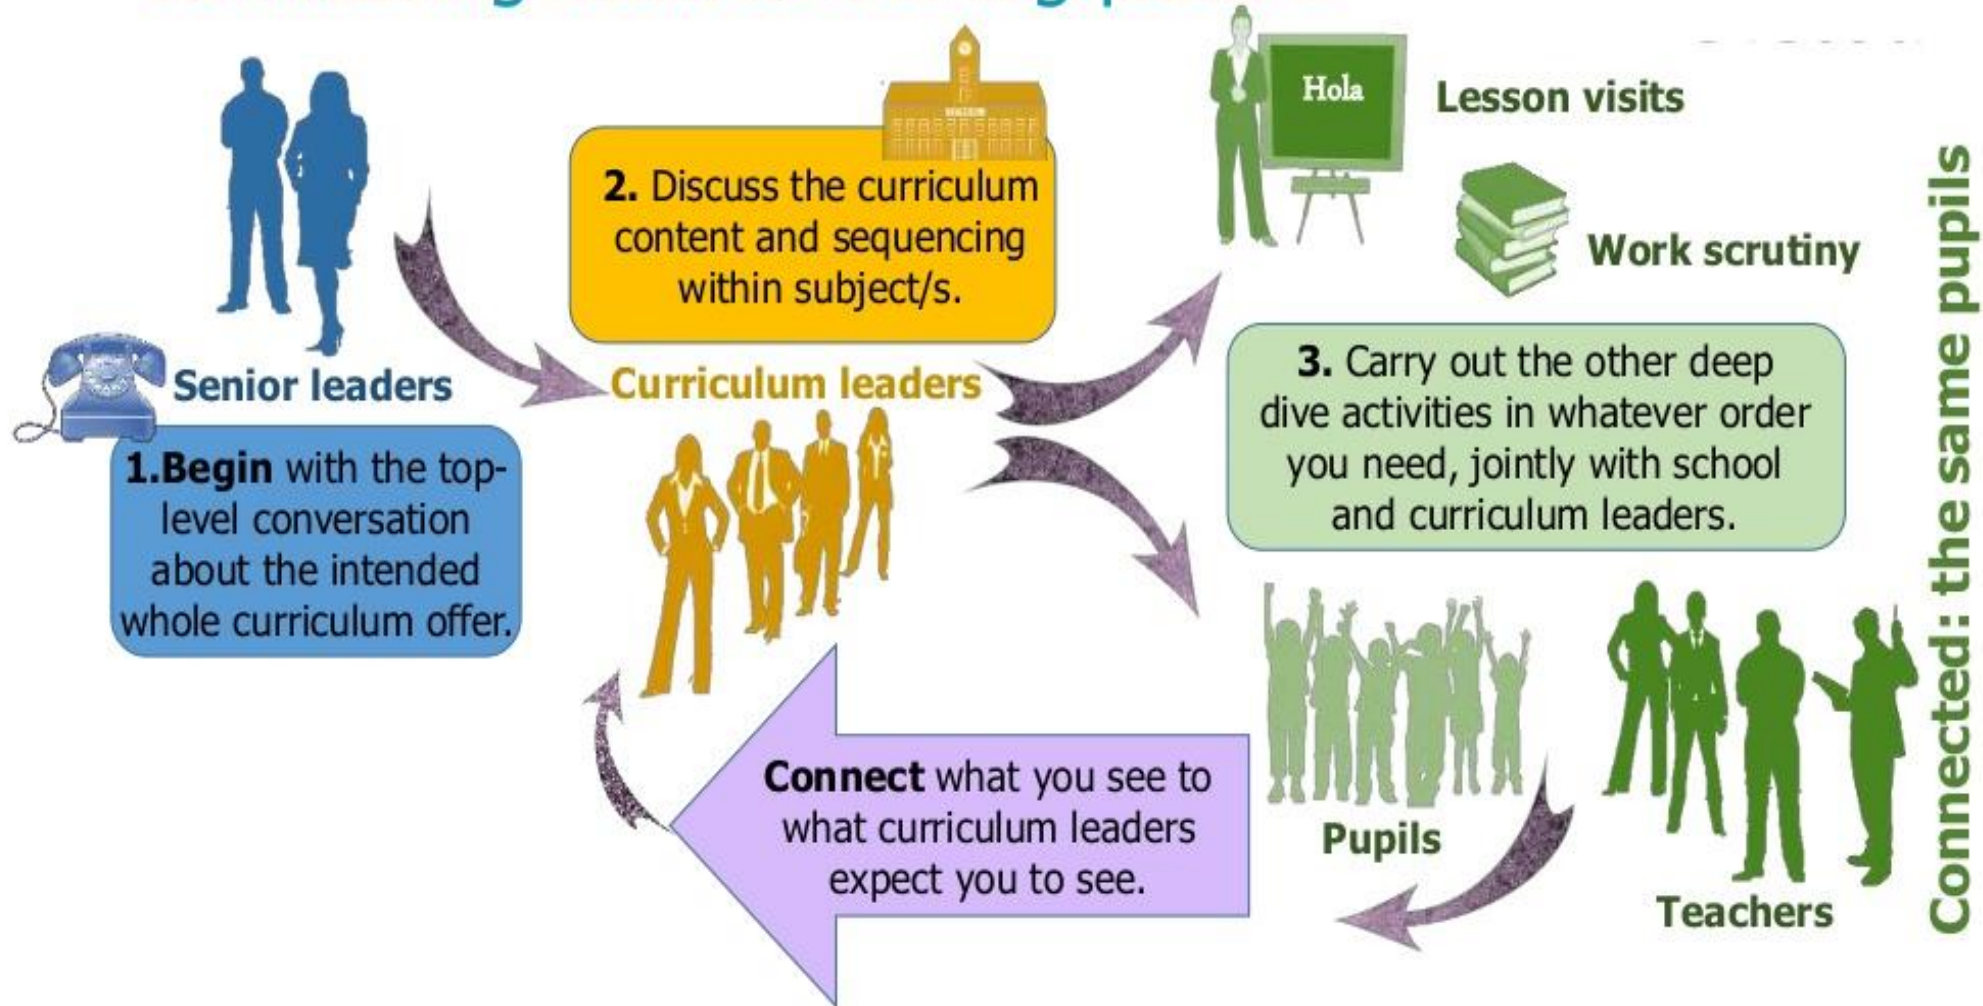 Hola
Lesson visits
Work scrutiny
2. Discuss the curriculum
content and sequencing
within subject/s.
Senior leaders
Curriculum leaders
1.Begin with the top-
level conversation
about the intended
whole curriculum offer.
3. Carry out the other deep
dive activities in whatever order
you need, jointly with school
and curriculum leaders.
Connect what you see to
what curriculum leaders
expect you to see.
Pupils
Teachers
Connected: the same pupils